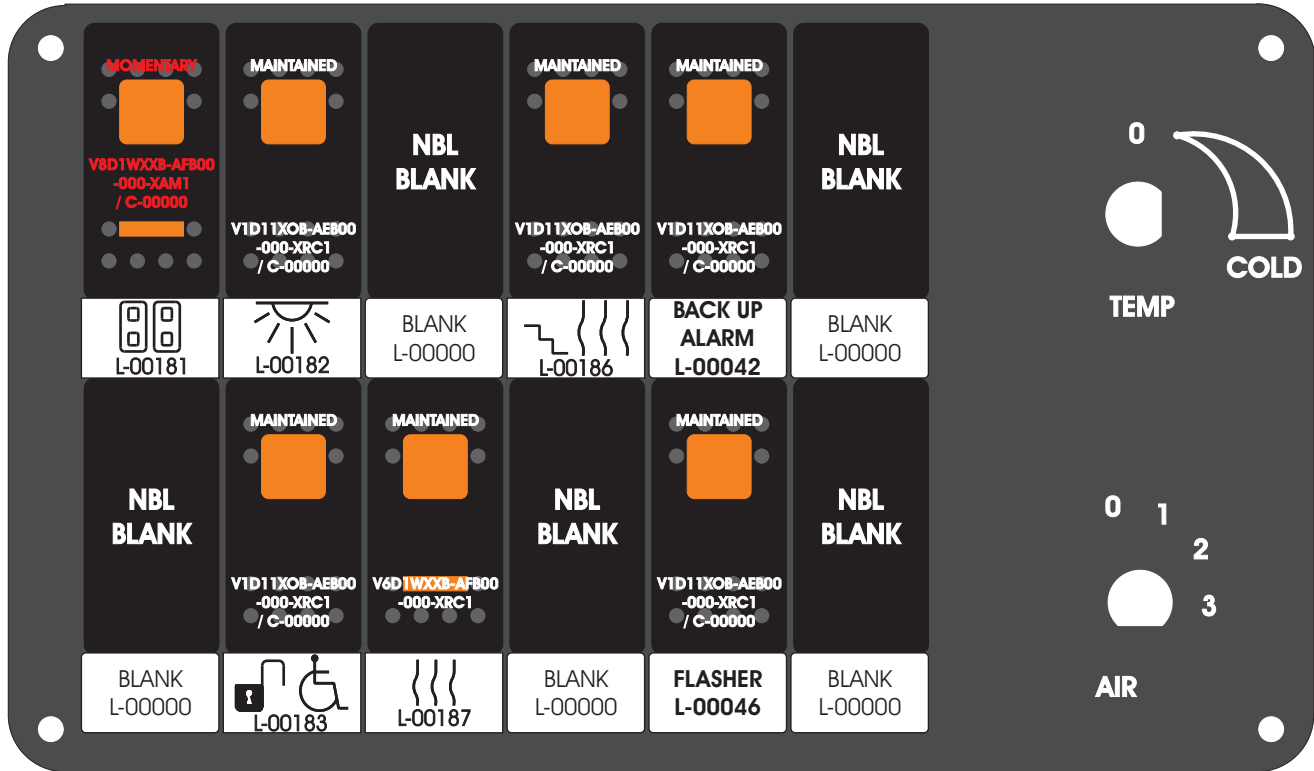 MOMENTARY
V8D1WXXB-AFB00
-000-XAM1
/ C-00000
L-00181
MAINTAINED
V1D11XOB-AEB00
-000-XRC1
/ C-00000
L-00182
NBL
BLANK
BLANK
L-00000
MAINTAINED
V1D11XOB-AEB00
-000-XRC1
/ C-00000
L-00186
MAINTAINED
V1D11XOB-AEB00
-000-XRC1
/ C-00000
BACK UP
ALARM
L-00042
NBL
BLANK
BLANK
L-00000
NBL
BLANK
BLANK
L-00000
MAINTAINED
V1D11XOB-AEB00
-000-XRC1
/ C-00000
L-00183
MAINTAINED
V6D1WXXB-AFB00
-000-XRC1
L-00187
NBL
BLANK
BLANK
L-00000
MAINTAINED
V1D11XOB-AEB00
-000-XRC1
/ C-00000
FLASHER
L-00046
NBL
BLANK
BLANK
L-00000
0
COLD
TEMP
0
1
2
3
AIR